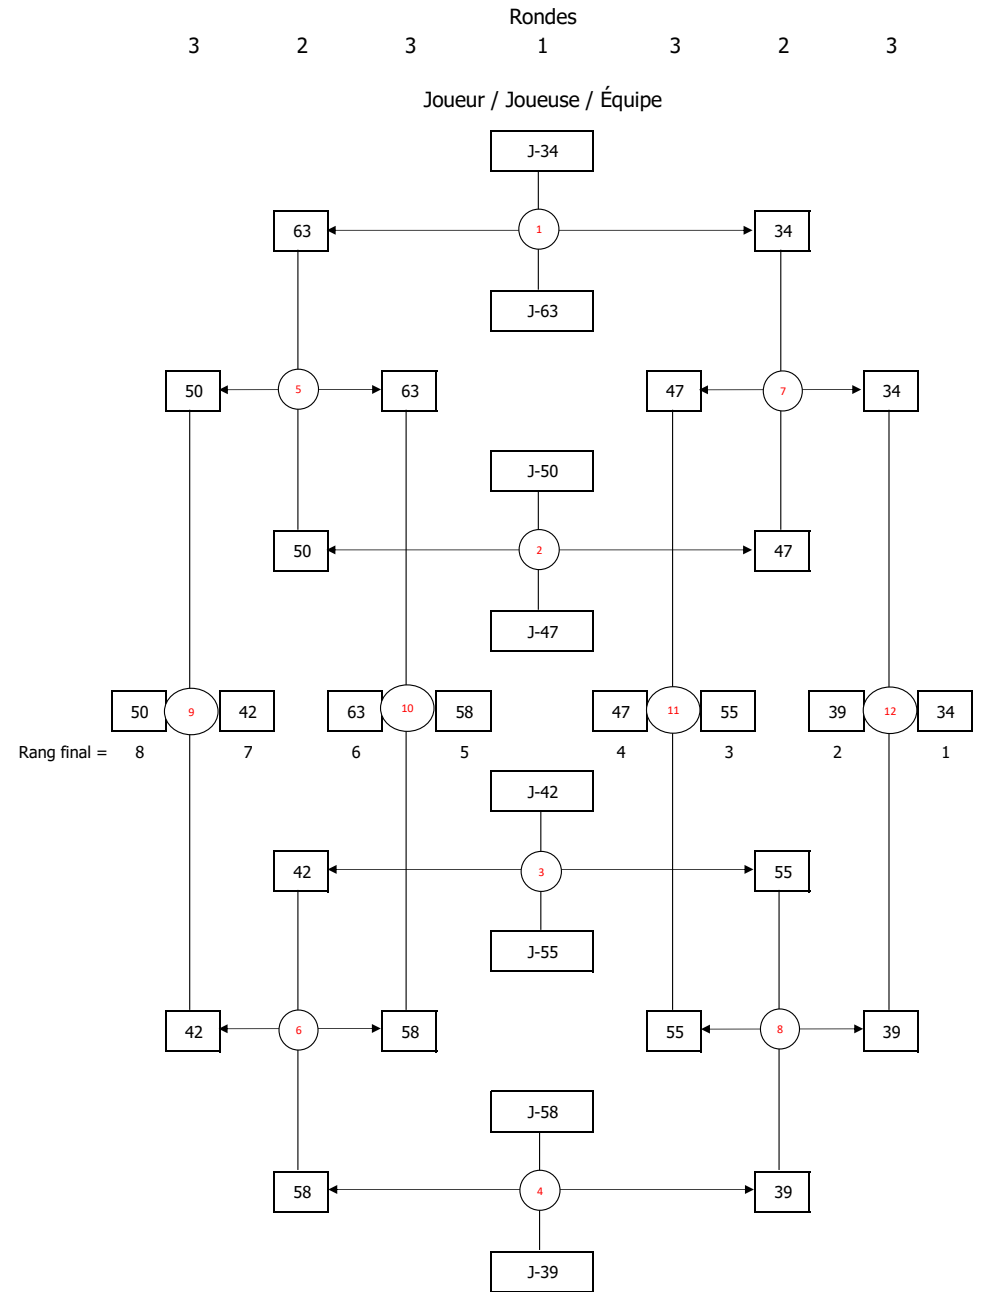 Rondes
3 2 3 1 3 2 3
Joueur / Joueuse / Équipe
J-34
63 1 34
J-63
50 5 63 47 7 34
J-50
50 2 47
J-47
50 9 42 63 10 58 47 11 55 39 12 34
Rang final = 8 7 6 5 4 3 2 1
J-42
42 3 55
J-55
42 6 58 55 8 39
J-58
58 4 39
J-39